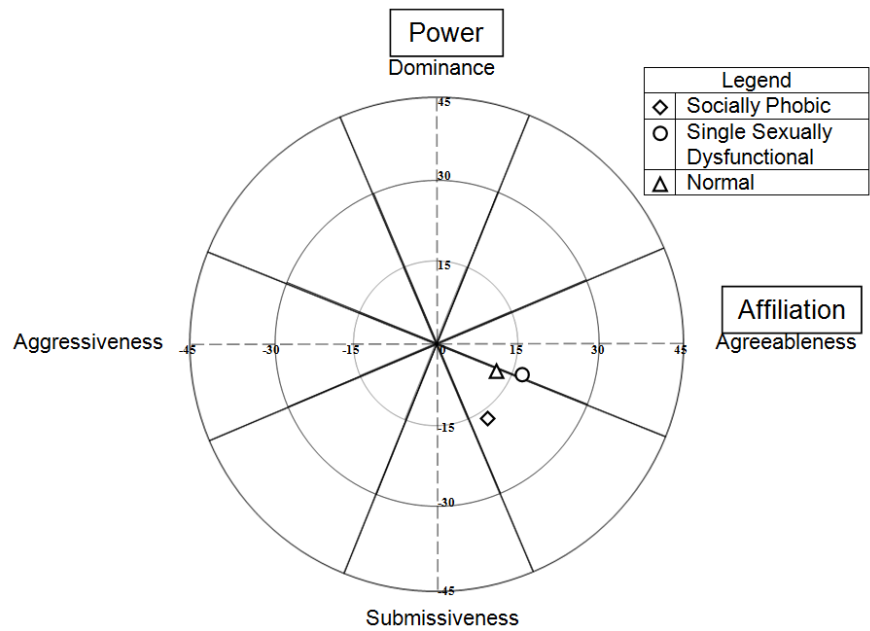 Power
Dominance
Legend
Socially Phobic
Single Sexually
Dysfunctional
Normal
45
30
15
Affiliation
Aggressiveness
-45
-30
-15
0
15
30
45
Agreeableness
-15
-30
-45
Submissiveness